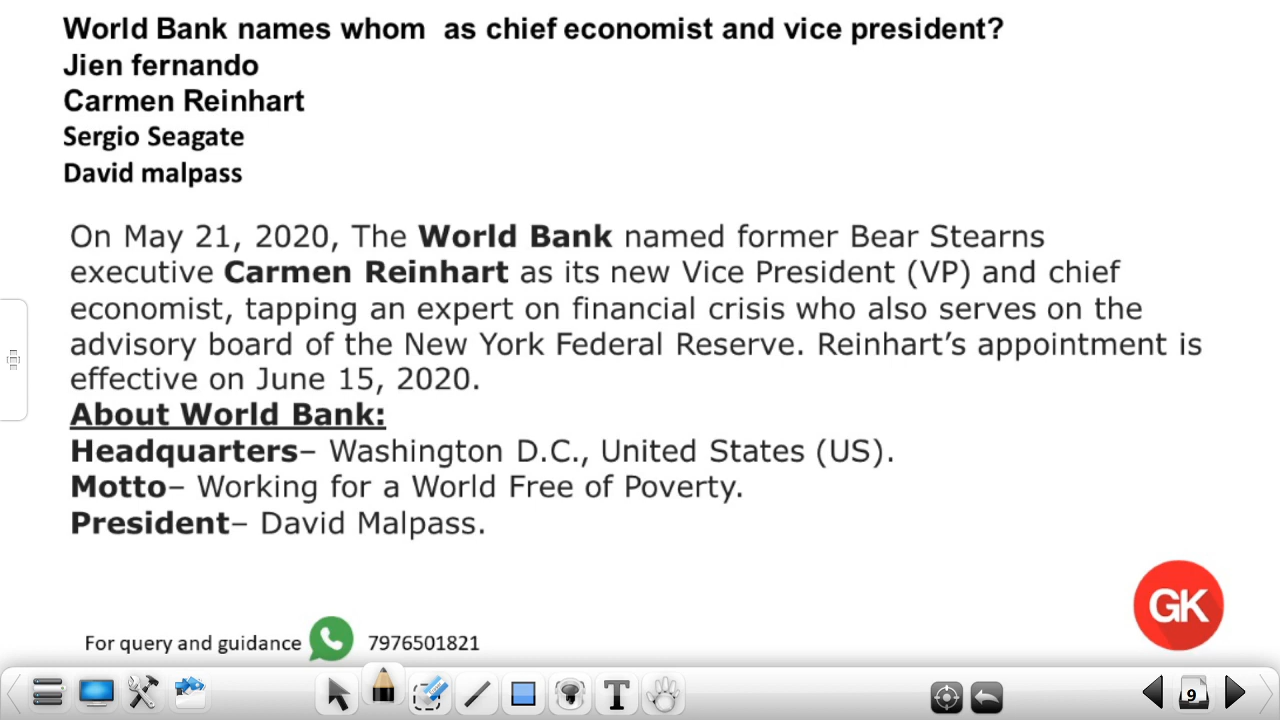 World Bank names whom  as chief economist and vice president?
Jien fernando
Carmen Reinhart
Sergio Seagate
David malpass
On May 21, 2020, The World Bank named former Bear Stearns
executive Carmen Reinhart as its new Vice President (VP) and chief
economist, tapping an expert on financial crisis who also serves on the
advisory board of the New York Federal Reserve. Reinhart’s appointment is
effective on June 15, 2020.
About World Bank:
Headquarters– Washington D.C., United States (US).
Motto– Working for a World Free of Poverty.
President– David Malpass.
GK
For query and guidance 7976501821
T
9